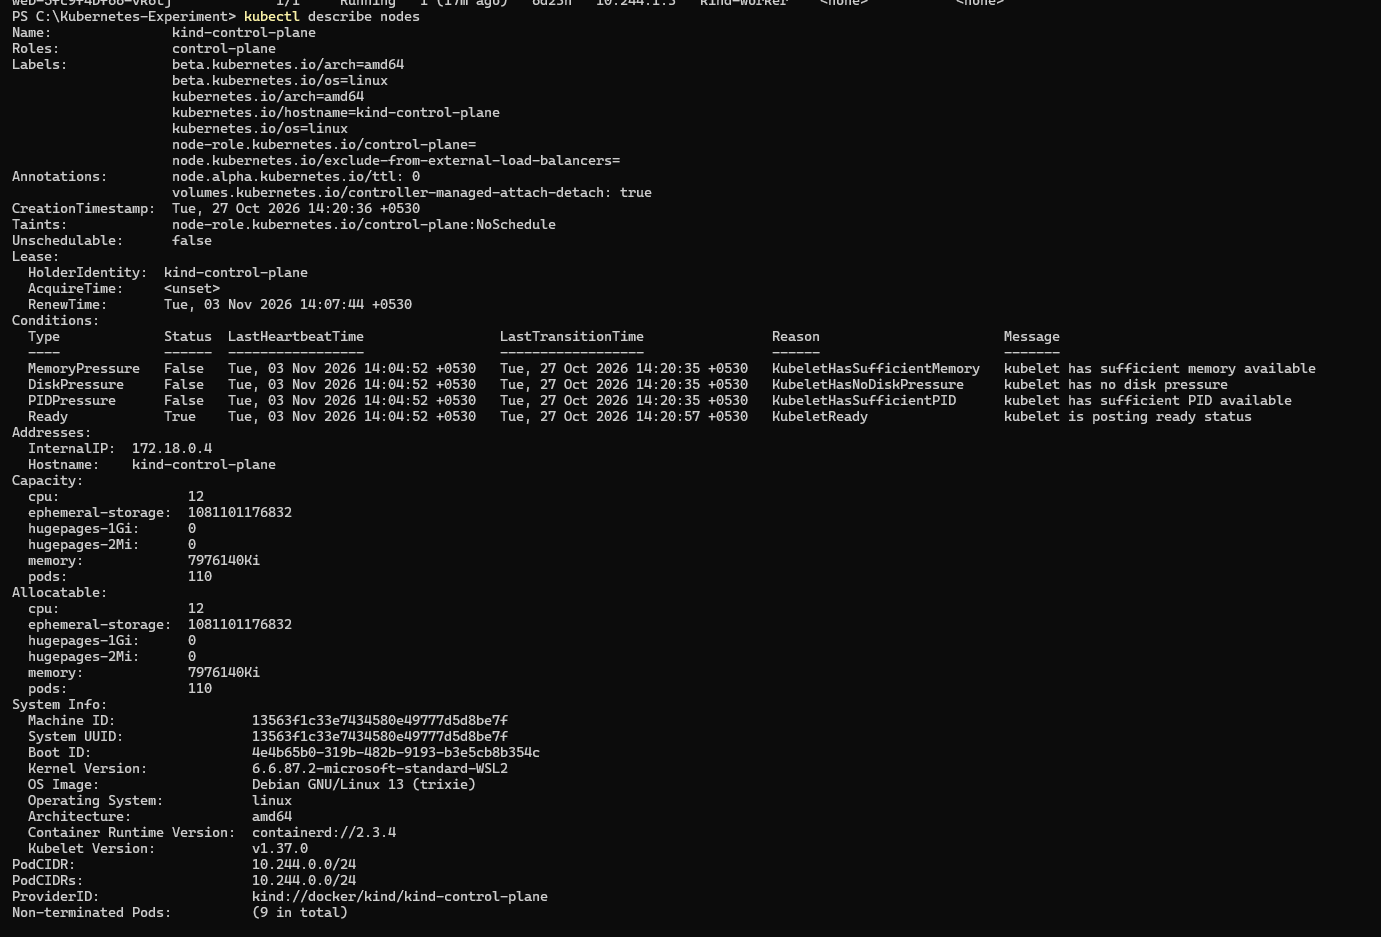 1/1 Running 1 (17m ago) 6d23h 10.244.1.3 kind-worker <none> <none>
PS C:\Kubernetes-Experiment> kubectl describe nodes
Name: kind-control-plane
Roles: control-plane
Labels: beta.kubernetes.io/arch=amd64
beta.kubernetes.io/os=linux
kubernetes.io/arch=amd64
kubernetes.io/hostname=kind-control-plane
kubernetes.io/os=linux
node-role.kubernetes.io/control-plane=
node.kubernetes.io/exclude-from-external-load-balancers=
Annotations: node.alpha.kubernetes.io/ttl: 0
volumes.kubernetes.io/controller-managed-attach-detach: true
CreationTimestamp: Tue, 27 Oct 2026 14:20:36 +0530
Taints: node-role.kubernetes.io/control-plane:NoSchedule
Unschedulable: false
Lease:
HolderIdentity: kind-control-plane
AcquireTime: <unset>
RenewTime: Tue, 03 Nov 2026 14:07:44 +0530
Conditions:
Type Status LastHeartbeatTime LastTransitionTime Reason Message
---- ------ ----------------- ------------------ ------ -------
MemoryPressure False Tue, 03 Nov 2026 14:04:52 +0530 Tue, 27 Oct 2026 14:20:35 +0530 KubeletHasSufficientMemory kubelet has sufficient memory available
DiskPressure False Tue, 03 Nov 2026 14:04:52 +0530 Tue, 27 Oct 2026 14:20:35 +0530 KubeletHasNoDiskPressure kubelet has no disk pressure
PIDPressure False Tue, 03 Nov 2026 14:04:52 +0530 Tue, 27 Oct 2026 14:20:35 +0530 KubeletHasSufficientPID kubelet has sufficient PID available
Ready True Tue, 03 Nov 2026 14:04:52 +0530 Tue, 27 Oct 2026 14:20:57 +0530 KubeletReady kubelet is posting ready status
Addresses:
InternalIP: 172.18.0.4
Hostname: kind-control-plane
Capacity:
cpu: 12
ephemeral-storage: 1081101176832
hugepages-1Gi: 0
hugepages-2Mi: 0
memory: 7976140Ki
pods: 110
Allocatable:
cpu: 12
ephemeral-storage: 1081101176832
hugepages-1Gi: 0
hugepages-2Mi: 0
memory: 7976140Ki
pods: 110
System Info:
Machine ID: 13563f1c33e7434580e49777d5d8be7f
System UUID: 13563f1c33e7434580e49777d5d8be7f
Boot ID: 4e4b65b0-319b-482b-9193-b3e5cb8b354c
Kernel Version: 6.6.87.2-microsoft-standard-WSL2
OS Image: Debian GNU/Linux 13 (trixie)
Operating System: linux
Architecture: amd64
Container Runtime Version: containerd://2.3.4
Kubelet Version: v1.37.0
PodCIDR: 10.244.0.0/24
PodCIDRs: 10.244.0.0/24
ProviderID: kind://docker/kind/kind-control-plane
Non-terminated Pods: (9 in total)